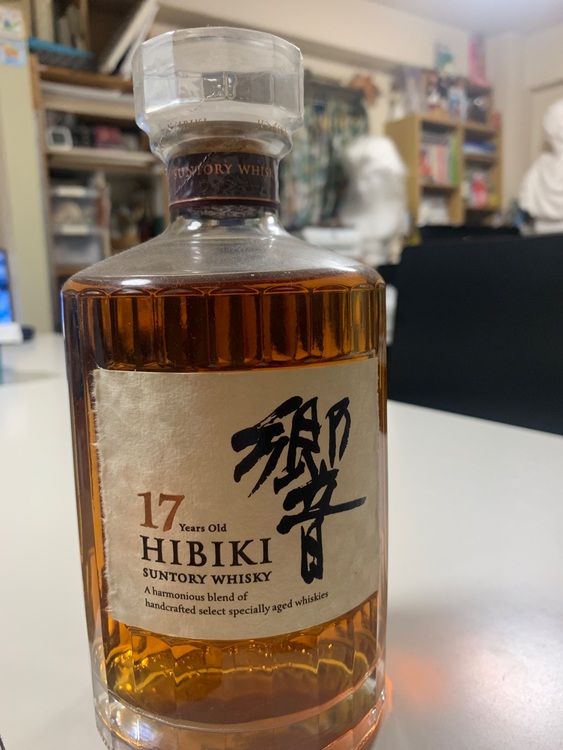 SUNTORY WHISKY
響
17 Years Old
HIBIKI
SUNTORY WHISKY
A harmonious blend of
handcrafted select specially aged whiskies